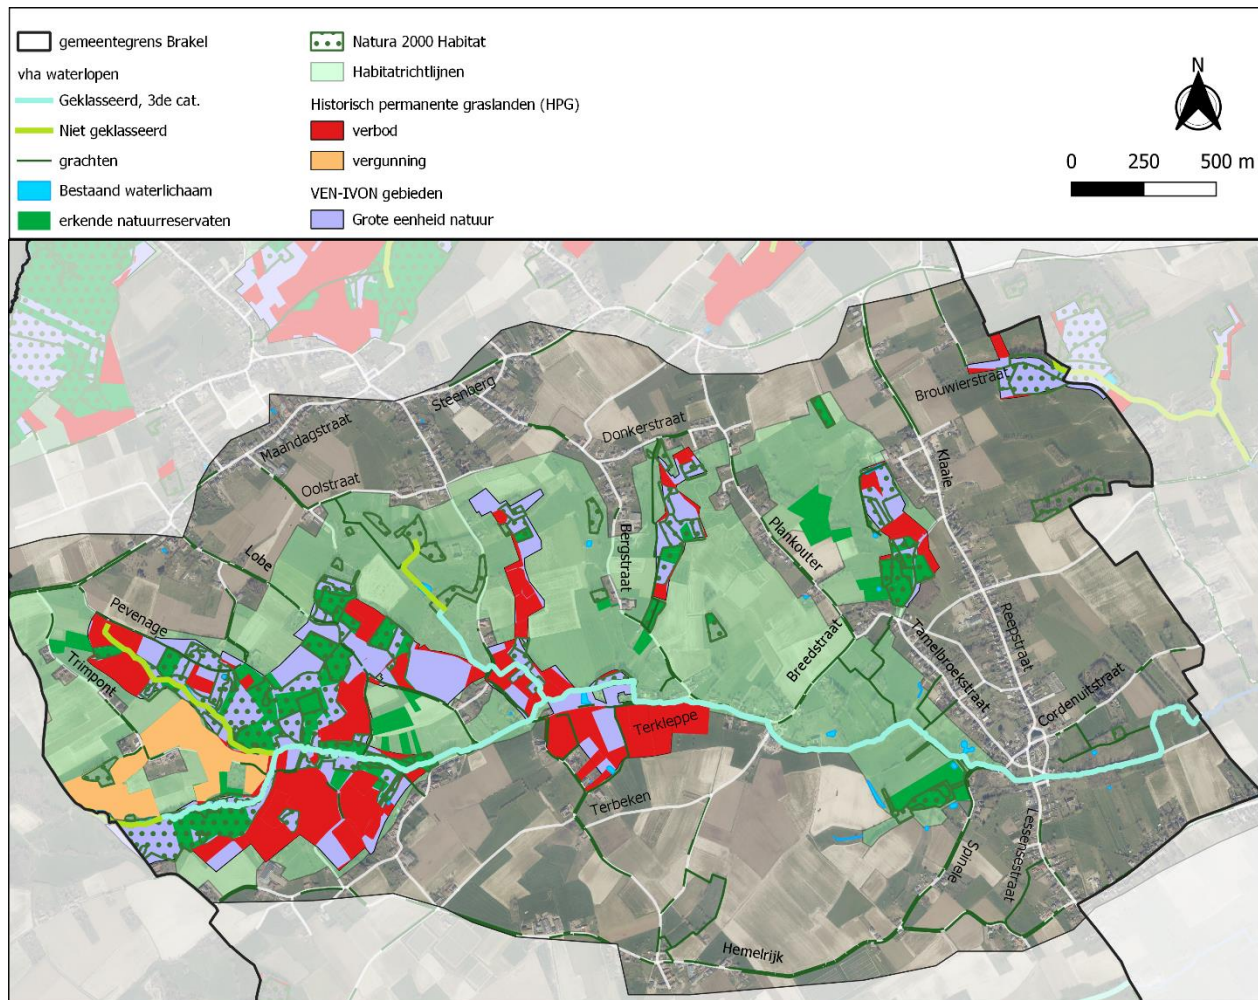 gemeentegrens Brakel
vha waterlopen
Geklasseerd, 3de cat.
Niet geklasseerd
grachten
Bestaand waterlichaam
erkende natuurreservaten
Natura 2000 Habitat
Habitatrichtlijnen
Historisch permanente graslanden (HPG)
verbod
vergunning
VEN-IVON gebieden
Grote eenheid natuur
N
0 250 500 m
Steenberg
Brouwierstraat
Maandagstraat
Donkerstraat
Oolstraat
Klaaie
Lobe
Bergstraat
Plankouter
Pevenage
Trimpont
Breedstraat
Tamelbroekstraat
Reepstraat
Cordenuitstraat
Terkleppe
Terbeken
Spinele
Lessensestraat
Hemelrijk